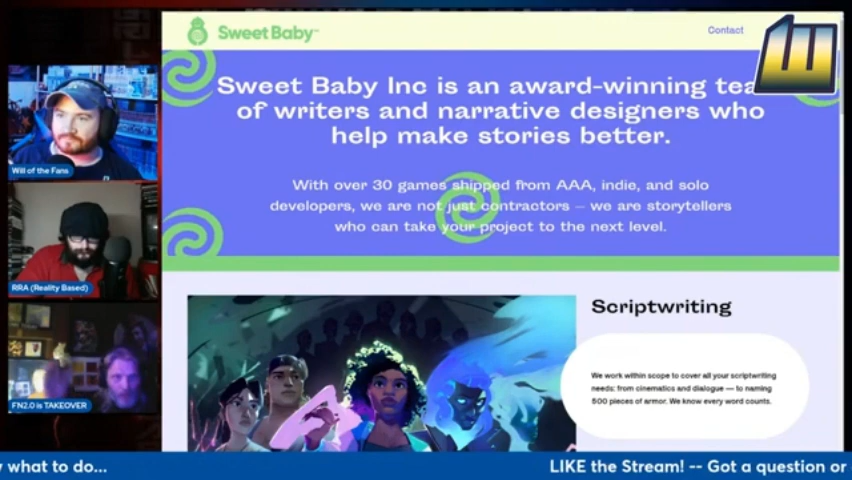 Sweet Baby™
Contact
Sweet Baby Inc is an award-winning
of writers and narrative designers who
help make stories better.
With over 30 games shipped from AAA, indie, and solo
developers, we are not just contractors – we are storytellers
who can take your project to the next level.
Will of the Fans
RRA (Reality Based)
FN2.0 is TAKEOVER
Scriptwriting
We work within scope to cover all your scriptwriting
needs: from cinematics and dialogue — to naming
500 pieces of armor. We know every word counts.
what to do...
LIKE the Stream! -- Got a question or